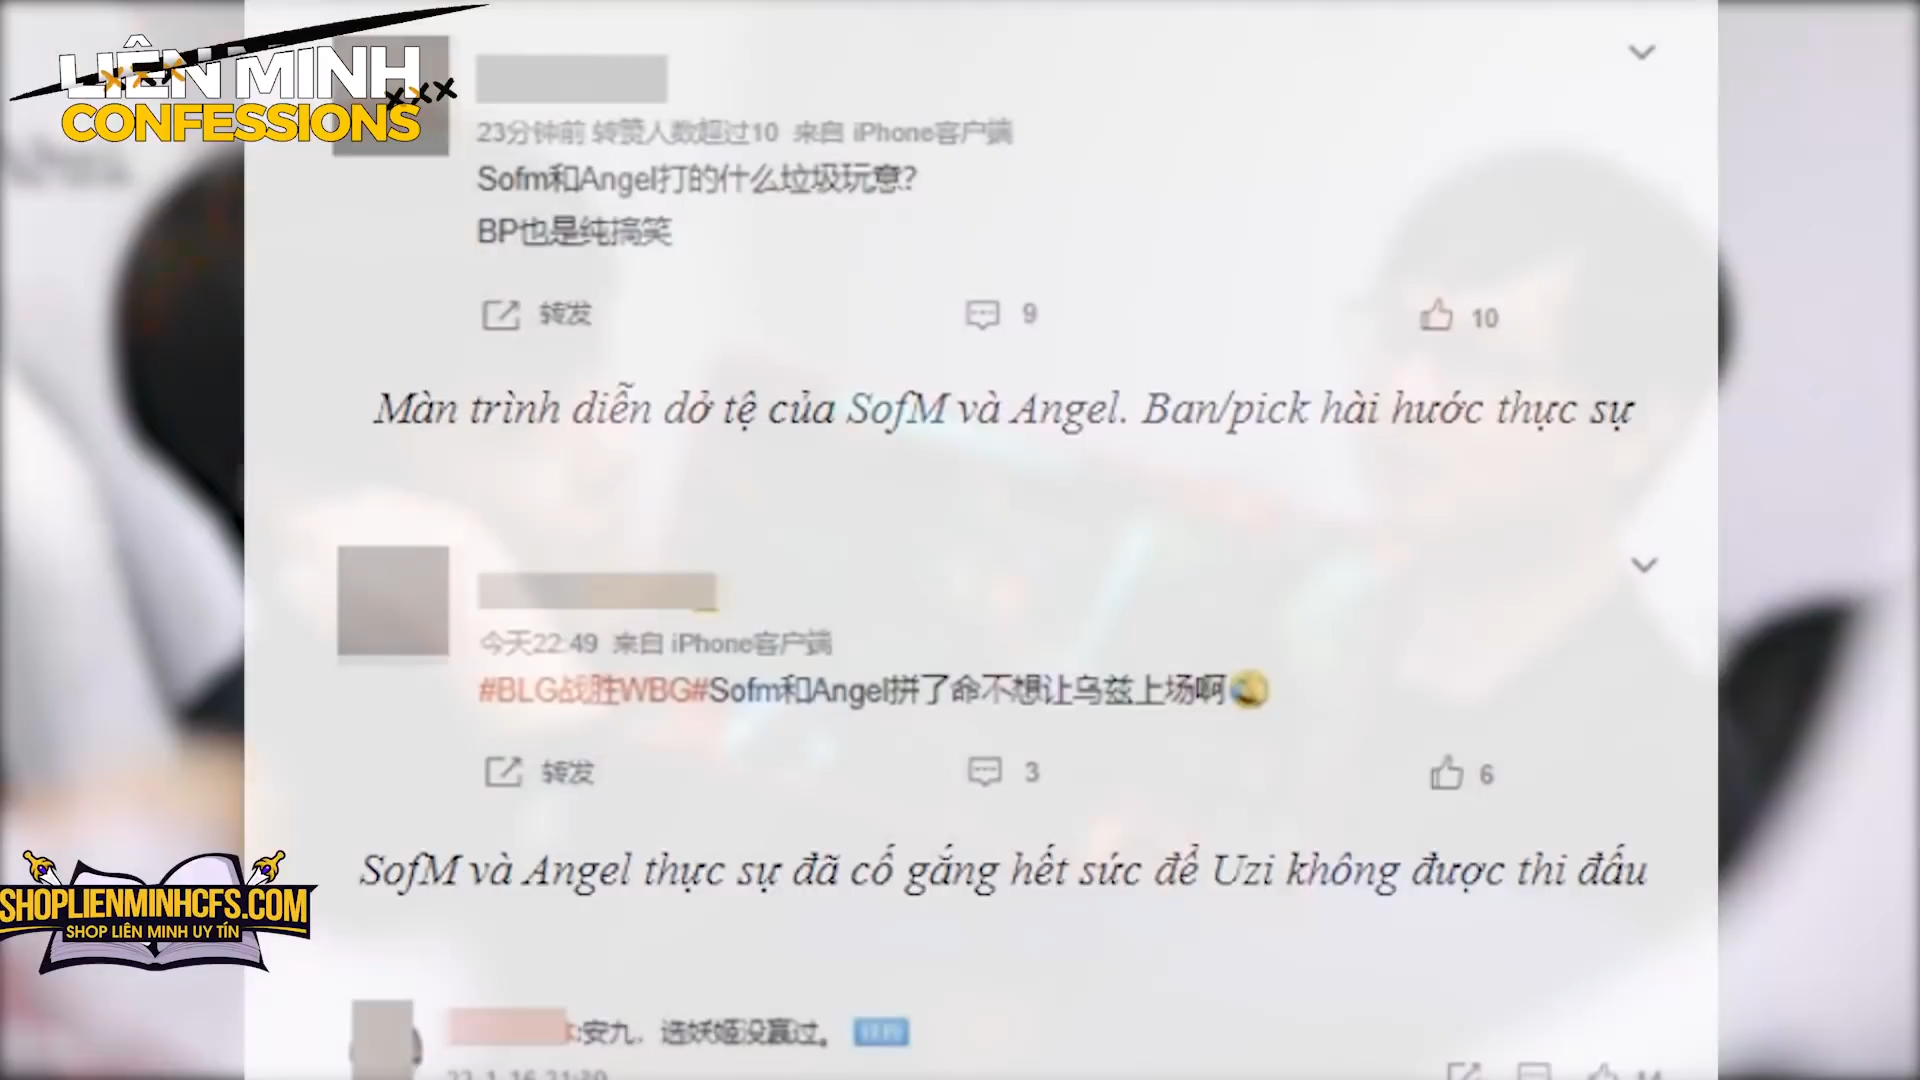 LIÊN MINH
CONFESSIONS
23分钟前 转赞人数超过10 来自 iPhone客户端
Sofm和Angel打的什么垃圾玩意?
BP也是纯搞笑
转发 9 10
Màn trình diễn dở tệ của SofM và Angel. Ban/pick hài hước thực sự
今天22:49 来自 iPhone客户端
#BLG战胜WBG#Sofm和Angel拼了命不想让乌兹上场啊
转发 3 6
SofM và Angel thực sự đã cố gắng hết sức để Uzi không được thi đấu
SHOPLIENMINHCFS.COM
SHOP LIÊN MINH UY TÍN
:安九，选妖姬没赢过。
22-1-16 21:30
14